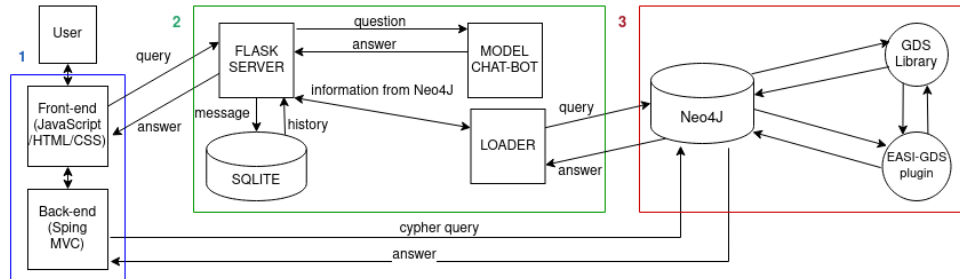 1
User
Front-end
(JavaScript
/HTML/CSS)
Back-end
(Sping
MVC)
query
answer
2
FLASK
SERVER
question
answer
MODEL
CHAT-BOT
information from Neo4J
message
history
SQLITE
LOADER
query
answer
3
Neo4J
GDS
Library
EASI-GDS
plugin
cypher query
answer